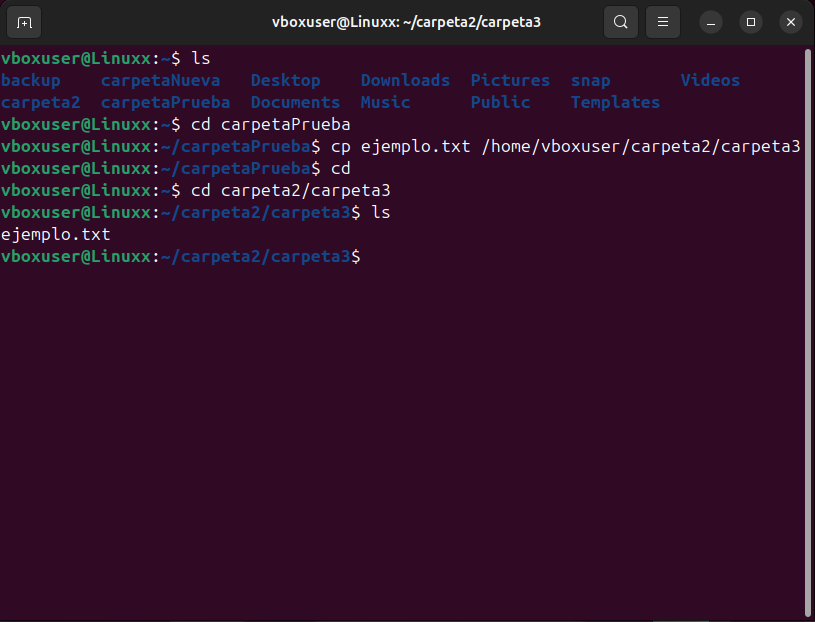 vboxuser@Linuxx: ~/carpeta2/carpeta3
vboxuser@Linuxx:~$ ls
backup carpetaNueva Desktop Downloads Pictures snap Videos
carpeta2 carpetaPrueba Documents Music Public Templates
vboxuser@Linuxx:~$ cd carpetaPrueba
vboxuser@Linuxx:~/carpetaPrueba$ cp ejemplo.txt /home/vboxuser/carpeta2/carpeta3
vboxuser@Linuxx:~/carpetaPrueba$ cd
vboxuser@Linuxx:~$ cd carpeta2/carpeta3
vboxuser@Linuxx:~/carpeta2/carpeta3$ ls
ejemplo.txt
vboxuser@Linuxx:~/carpeta2/carpeta3$